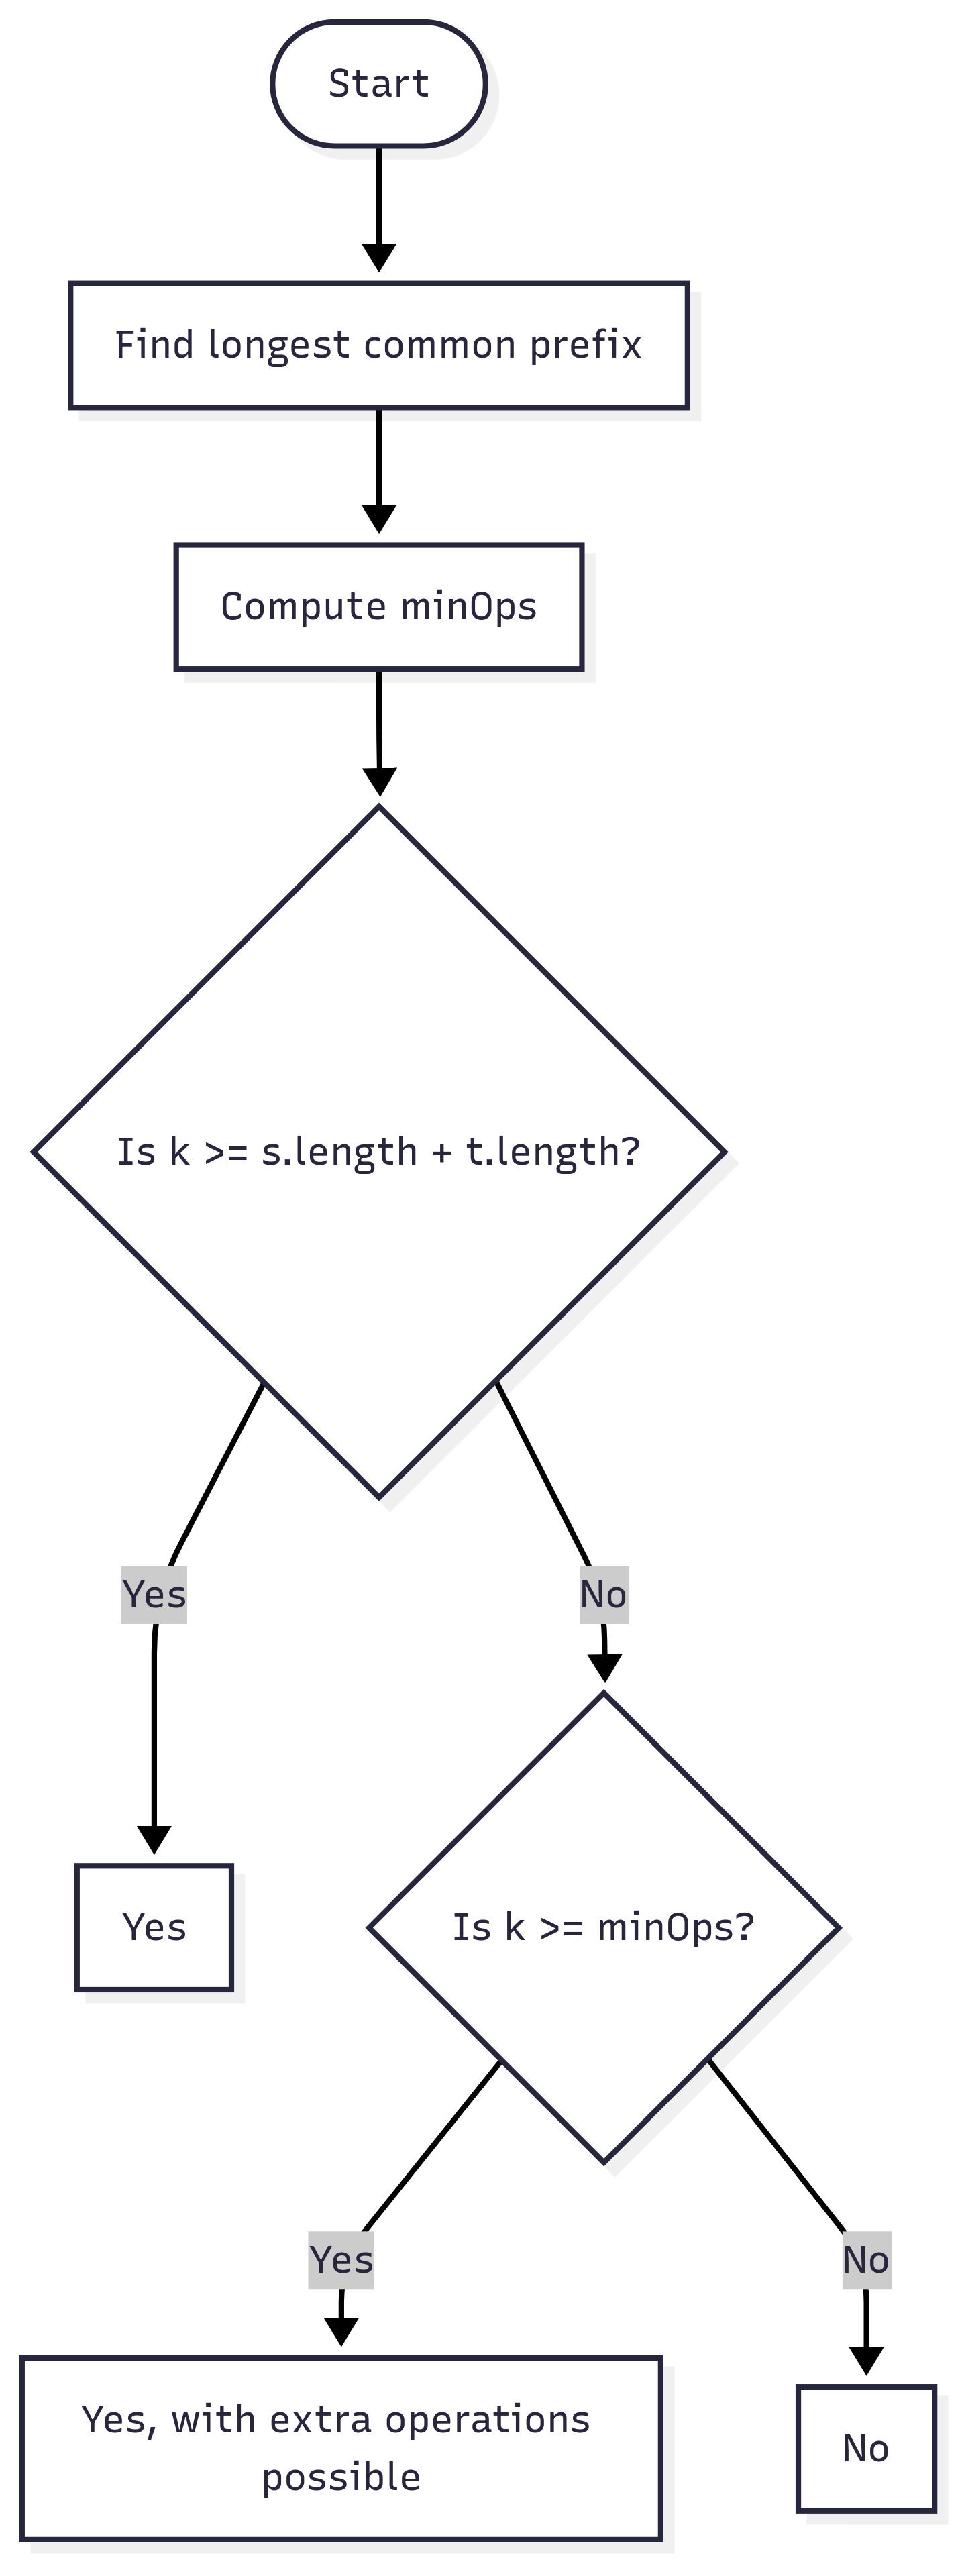 Start
Find longest common prefix
Compute minOps
Is k >= s.length + t.length?
Yes
No
Yes
Is k >= minOps?
Yes
No
Yes, with extra operations
possible
No